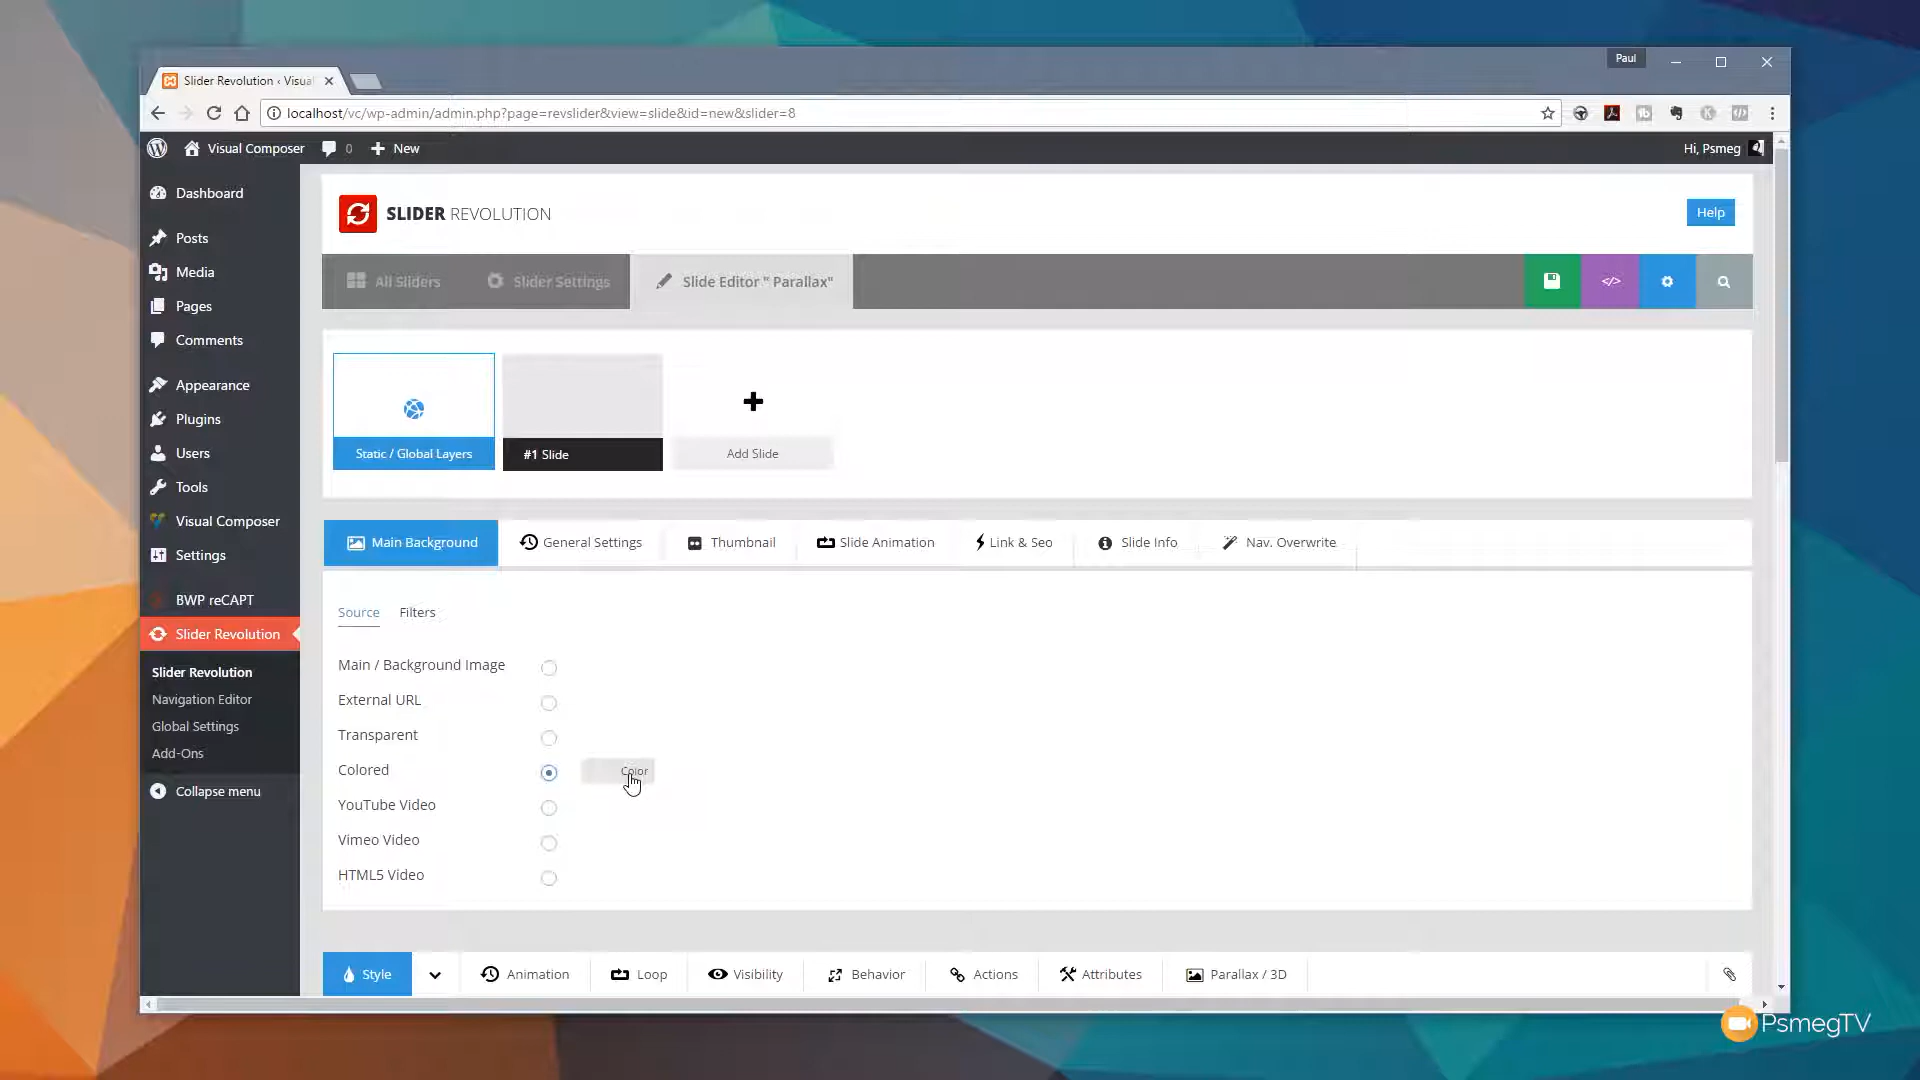 Paul
Slider Revolution ‹ Visual
localhost/vc/wp-admin/admin.php?page=revslider&view=slide&id=new&slider=8
Visual Composer 0 New
Hi, Psmeg
Dashboard
Posts
Media
Pages
Comments
Appearance
Plugins
Users
Tools
Visual Composer
Settings
BWP reCAPT
Slider Revolution
Slider Revolution
Navigation Editor
Global Settings
Add-Ons
Collapse menu
SLIDER REVOLUTION
Help
All Sliders Slider Settings Slide Editor " Parallax"
Static / Global Layers #1 Slide Add Slide
Main Background General Settings Thumbnail Slide Animation Link & Seo Slide Info Nav. Overwrite
Source Filters
Main / Background Image
External URL
Transparent
Colored Color
YouTube Video
Vimeo Video
HTML5 Video
Style Animation Loop Visibility Behavior Actions Attributes Parallax / 3D
PsmegTV